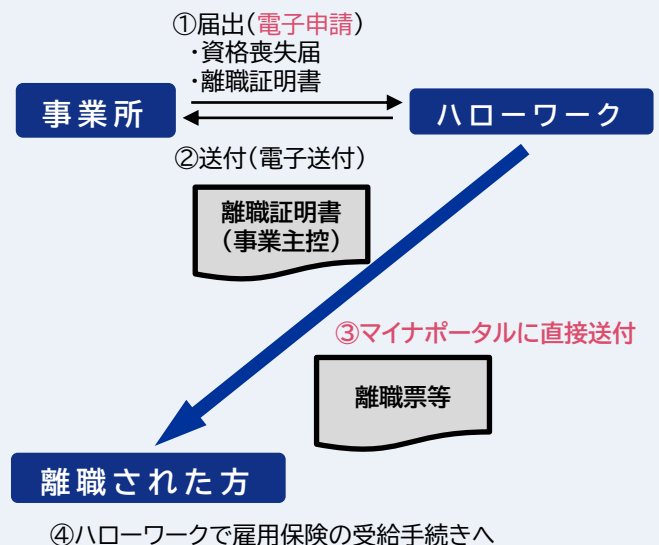 ①届出(電子申請)
・資格喪失届
・離職証明書
事業所
ハローワーク
②送付(電子送付)
離職証明書
(事業主控)
③マイナポータルに直接送付
離職票等
離職された方
④ハローワークで雇用保険の受給手続きへ